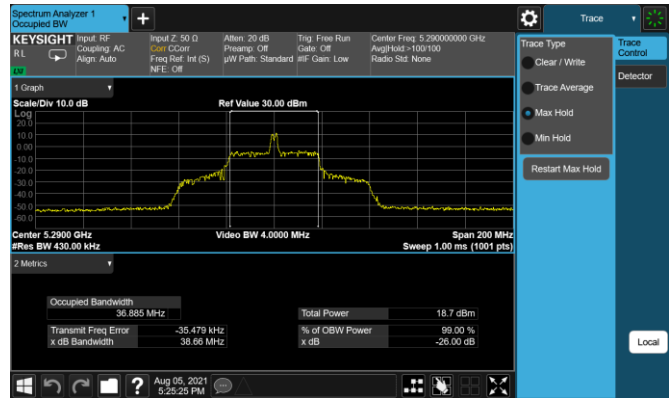 Spectrum Analyzer 1
Occupied BW
+
Trace
KEYSIGHT
RL
LXI
Input: RF
Coupling: AC
Align: Auto
Input Z: 50 Ω
Corr CCorr
Freq Ref: Int (S)
NFE: Off
Atten: 20 dB
Preamp: Off
µW Path: Standard
Trig: Free Run
Gate: Off
#IF Gain: Low
Center Freq: 5.290000000 GHz
Avg|Hold >100/100
Radio Std: None
1 Graph
Scale/Div 10.0 dB
Ref Value 30.00 dBm
Log
20.0
10.0
0.00
-10.0
-20.0
-30.0
-40.0
-50.0
-60.0
Center 5.2900 GHz
#Res BW 430.00 kHz
Video BW 4.0000 MHz
Span 200 MHz
Sweep 1.00 ms (1001 pts)
2 Metrics
Occupied Bandwidth
36.885 MHz
Total Power 18.7 dBm
Transmit Freq Error -35.479 kHz
% of OBW Power 99.00 %
x dB Bandwidth 38.66 MHz
x dB -26.00 dB
?
Aug 05, 2021
5:25:25 PM
Trace Type
Clear / Write
Trace Average
Max Hold
Min Hold
Restart Max Hold
Trace
Control
Detector
Local